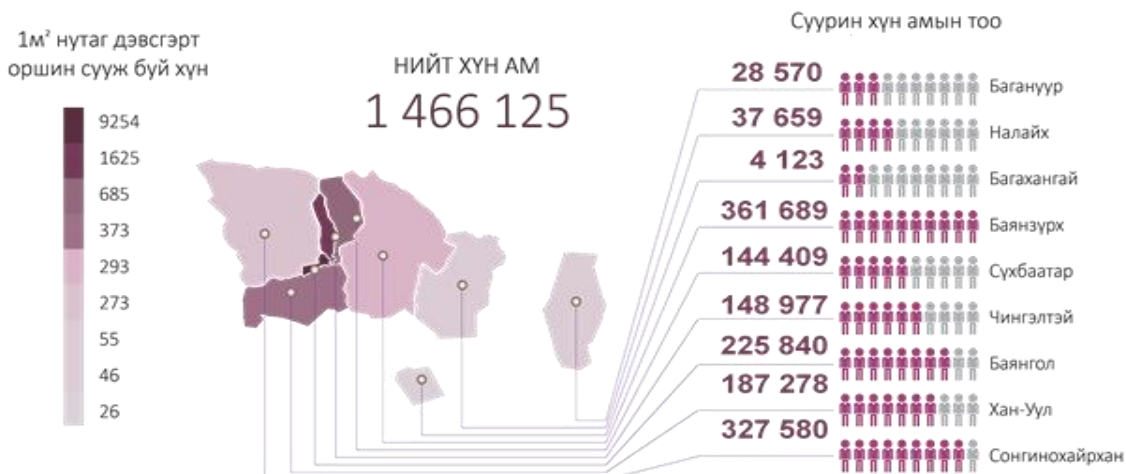 1м² нутаг дэвсгэрт
оршин сууж буй хүн
9254
1625
685
373
293
273
55
46
26
НИЙТ ХҮН АМ
1 466 125
Суурин хүн амын тоо
28 570 Багануур
37 659 Налайх
4 123 Багахангай
361 689 Баянзүрх
144 409 Сүхбаатар
148 977 Чингэлтэй
225 840 Баянгол
187 278 Хан-Уул
327 580 Сонгинохайрхан